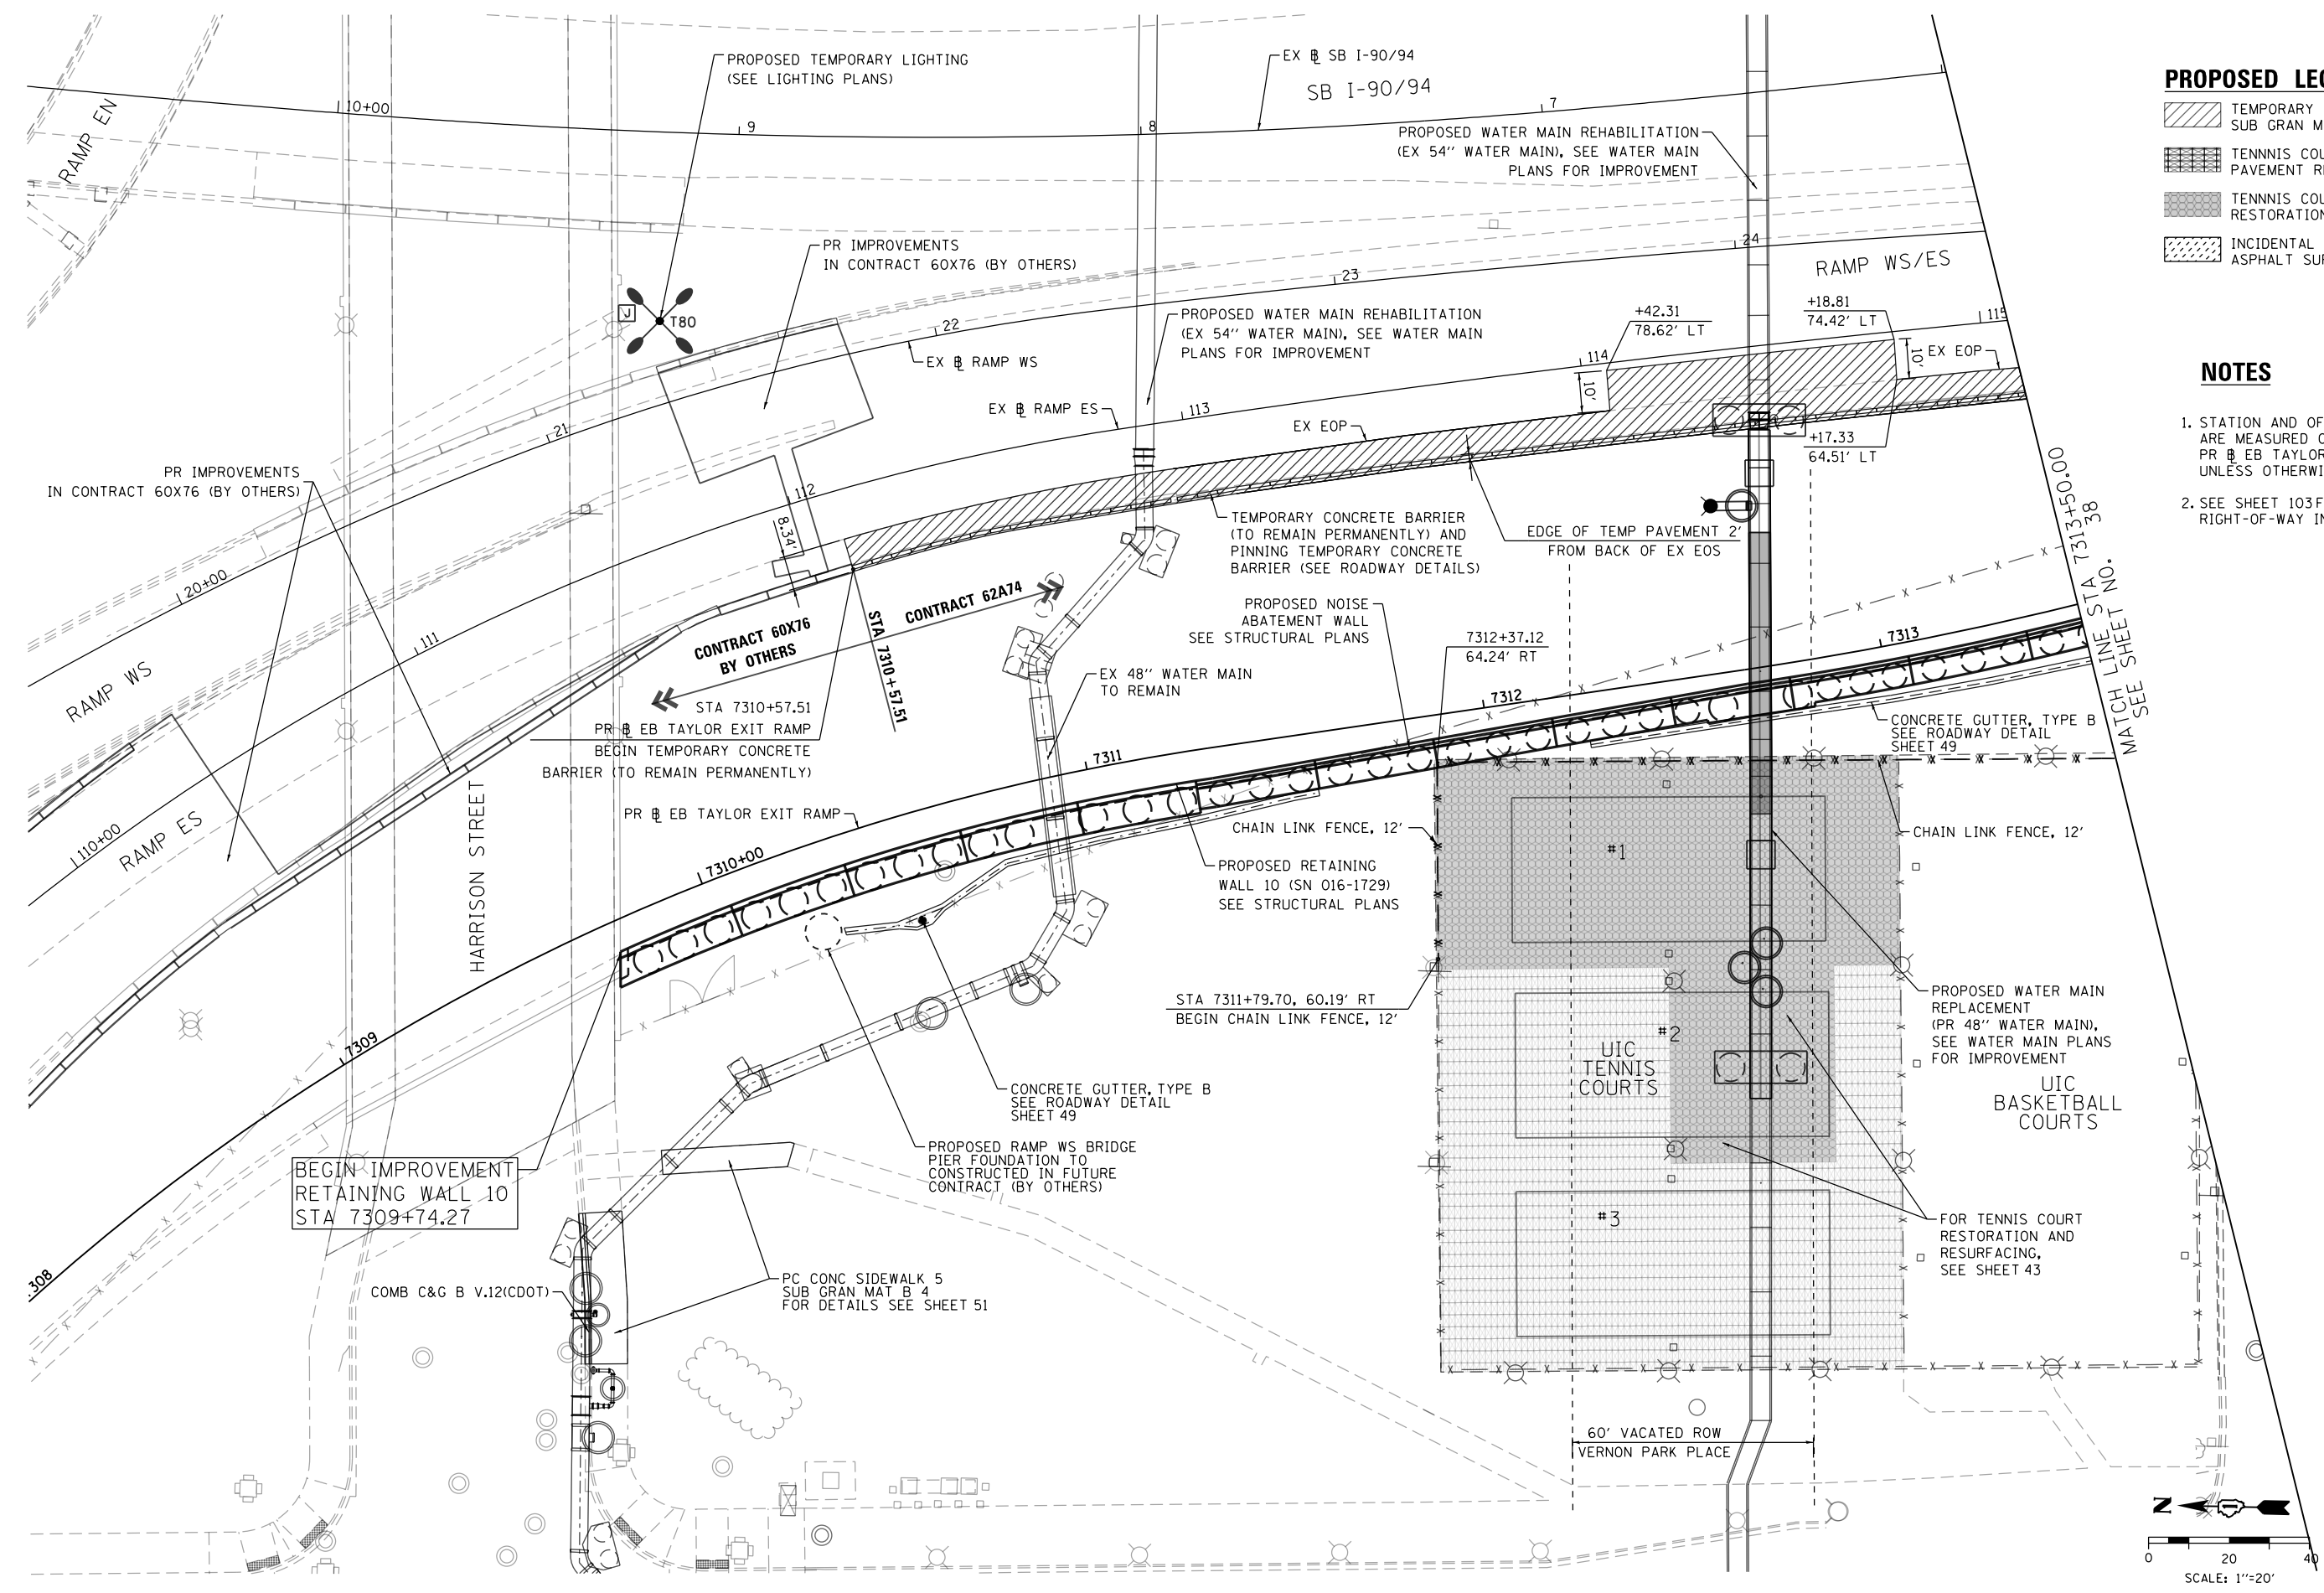 PROPOSED TEMPORARY LIGHTING
(SEE LIGHTING PLANS)
EX ℄ SB I-90/94
SB I-90/94
RAMP EN
10+00
9
8
7
PROPOSED WATER MAIN REHABILITATION
(EX 54'' WATER MAIN), SEE WATER MAIN
PLANS FOR IMPROVEMENT
PR IMPROVEMENTS
IN CONTRACT 60X76 (BY OTHERS)
T80
24
23
22
21
20+00
RAMP WS/ES
PROPOSED WATER MAIN REHABILITATION
(EX 54'' WATER MAIN), SEE WATER MAIN
PLANS FOR IMPROVEMENT
+42.31
78.62' LT
+18.81
74.42' LT
115
114
113
112
111
110+00
10'
10'
EX EOP
EX EOP
EX ℄ RAMP WS
EX ℄ RAMP ES
+17.33
64.51' LT
PR IMPROVEMENTS
IN CONTRACT 60X76 (BY OTHERS)
8.34'
TEMPORARY CONCRETE BARRIER
(TO REMAIN PERMANENTLY) AND
PINNING TEMPORARY CONCRETE
BARRIER (SEE ROADWAY DETAILS)
EDGE OF TEMP PAVEMENT 2'
FROM BACK OF EX EOS
CONTRACT 60X76
BY OTHERS
CONTRACT 62A74
STA 7310+57.51
PROPOSED NOISE
ABATEMENT WALL
SEE STRUCTURAL PLANS
7312+37.12
64.24' RT
EX 48'' WATER MAIN
TO REMAIN
RAMP WS
RAMP ES
STA 7310+57.51
PR ℄ EB TAYLOR EXIT RAMP
BEGIN TEMPORARY CONCRETE
BARRIER (TO REMAIN PERMANENTLY)
PR ℄ EB TAYLOR EXIT RAMP
HARRISON STREET
7313
7312
7311
7310+00
7309
7308
MATCH LINE STA 7313+50.00
SEE SHEET NO. 38
CONCRETE GUTTER, TYPE B
SEE ROADWAY DETAIL
SHEET 49
CHAIN LINK FENCE, 12'
CHAIN LINK FENCE, 12'
PROPOSED RETAINING
WALL 10 (SN 016-1729)
SEE STRUCTURAL PLANS
#1
#2
#3
STA 7311+79.70, 60.19' RT
BEGIN CHAIN LINK FENCE, 12'
UIC
TENNIS
COURTS
PROPOSED WATER MAIN
REPLACEMENT
(PR 48'' WATER MAIN),
SEE WATER MAIN PLANS
FOR IMPROVEMENT
UIC
BASKETBALL
COURTS
CONCRETE GUTTER, TYPE B
SEE ROADWAY DETAIL
SHEET 49
PROPOSED RAMP WS BRIDGE
PIER FOUNDATION TO
CONSTRUCTED IN FUTURE
CONTRACT (BY OTHERS)
BEGIN IMPROVEMENT
RETAINING WALL 10
STA 7309+74.27
FOR TENNIS COURT
RESTORATION AND
RESURFACING,
SEE SHEET 43
COMB C&G B V.12(CDOT)
PC CONC SIDEWALK 5
SUB GRAN MAT B 4
FOR DETAILS SEE SHEET 51
60' VACATED ROW
VERNON PARK PLACE
PROPOSED LEG
TEMPORARY
SUB GRAN M
TENNNIS COU
PAVEMENT R
TENNNIS COU
RESTORATION
INCIDENTAL
ASPHALT SUR
NOTES
1. STATION AND OF
ARE MEASURED O
PR ℄ EB TAYLOR
UNLESS OTHERWI
2. SEE SHEET 103F
RIGHT-OF-WAY IN
N
0 20 40
SCALE: 1''=20'